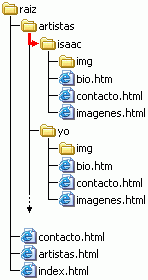 raiz
artistas
isaac
img
bio.htm
contacto.html
imagenes.html
yo
img
bio.htm
contacto.html
imagenes.html
contacto.html
artistas.html
index.html